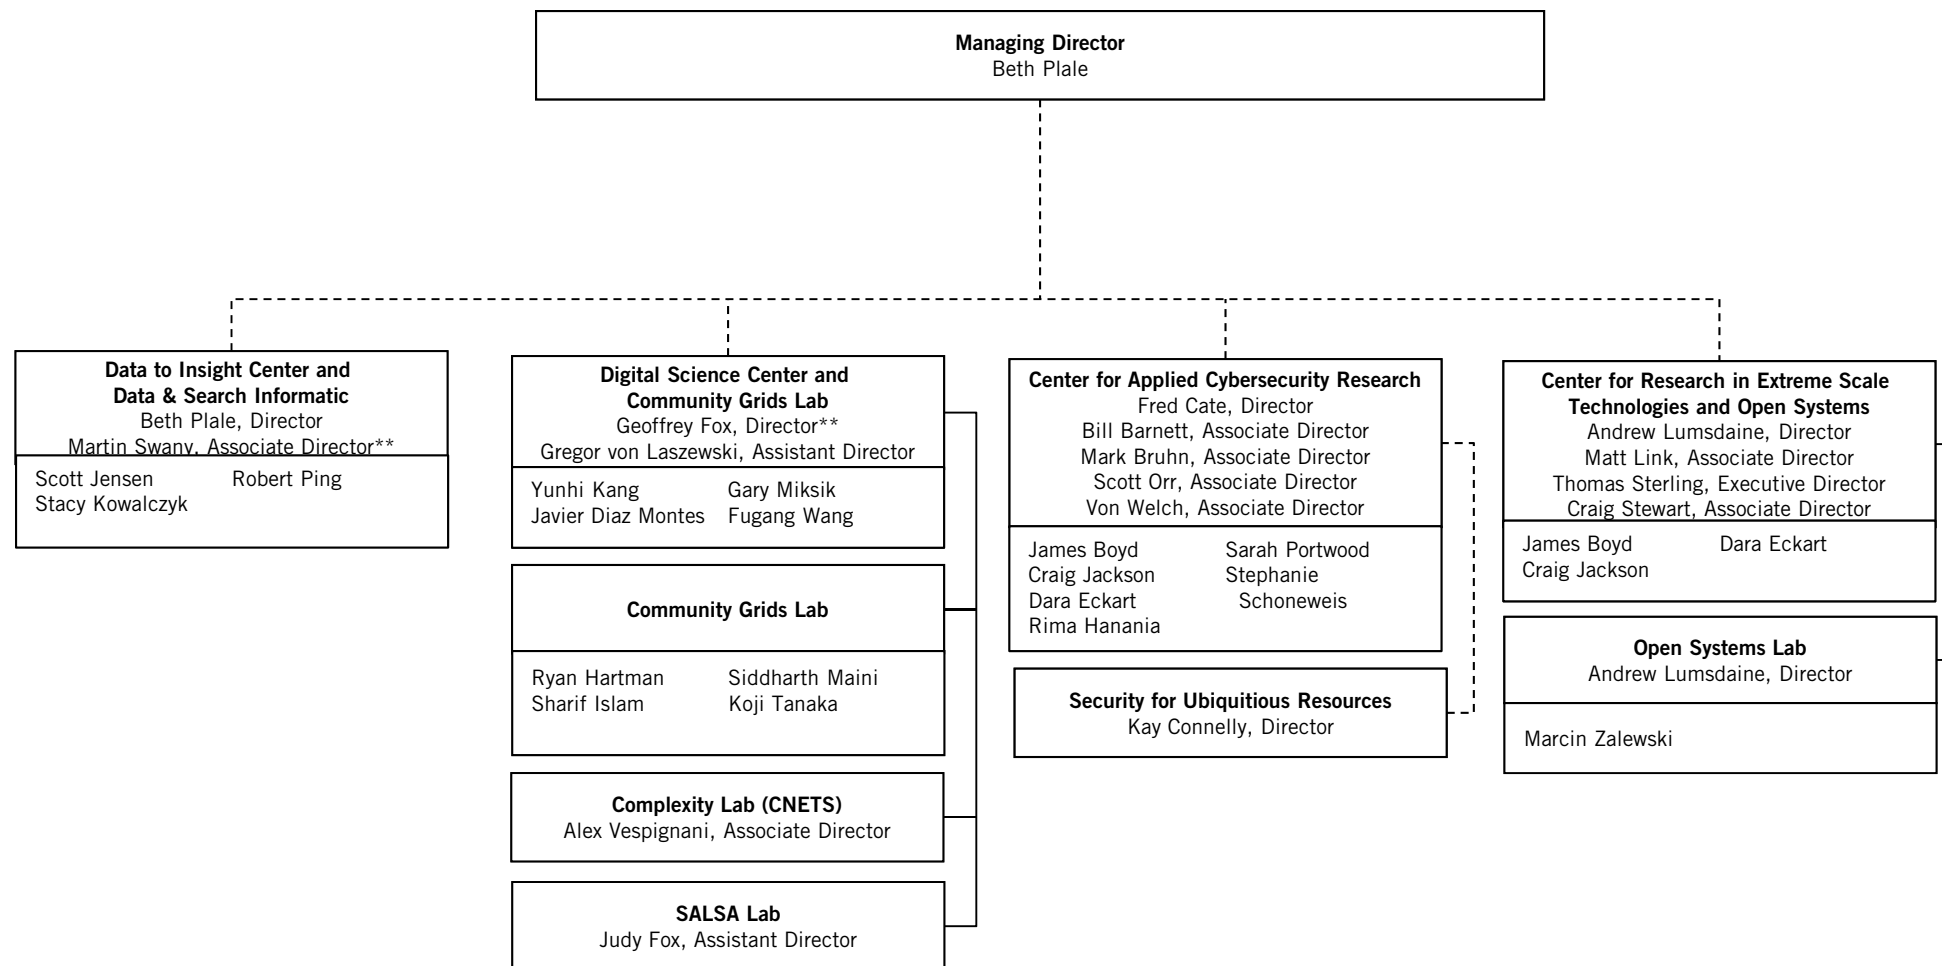 Managing Director
Beth Plale
Data to Insight Center and
Data & Search Informatic
Beth Plale, Director
Martin Swany, Associate Director**
Scott Jensen
Stacy Kowalczyk
Robert Ping
Digital Science Center and
Community Grids Lab
Geoffrey Fox, Director**
Gregor von Laszewski, Assistant Director
Yunhi Kang
Javier Diaz Montes
Gary Miksik
Fugang Wang
Community Grids Lab
Ryan Hartman
Sharif Islam
Siddharth Maini
Koji Tanaka
Complexity Lab (CNETS)
Alex Vespignani, Associate Director
SALSA Lab
Judy Fox, Assistant Director
Center for Applied Cybersecurity Research
Fred Cate, Director
Bill Barnett, Associate Director
Mark Bruhn, Associate Director
Scott Orr, Associate Director
Von Welch, Associate Director
James Boyd
Craig Jackson
Dara Eckart
Rima Hanania
Sarah Portwood
Stephanie
Schoneweis
Security for Ubiquitious Resources
Kay Connelly, Director
Center for Research in Extreme Scale
Technologies and Open Systems
Andrew Lumsdaine, Director
Matt Link, Associate Director
Thomas Sterling, Executive Director
Craig Stewart, Associate Director
James Boyd
Craig Jackson
Dara Eckart
Open Systems Lab
Andrew Lumsdaine, Director
Marcin Zalewski